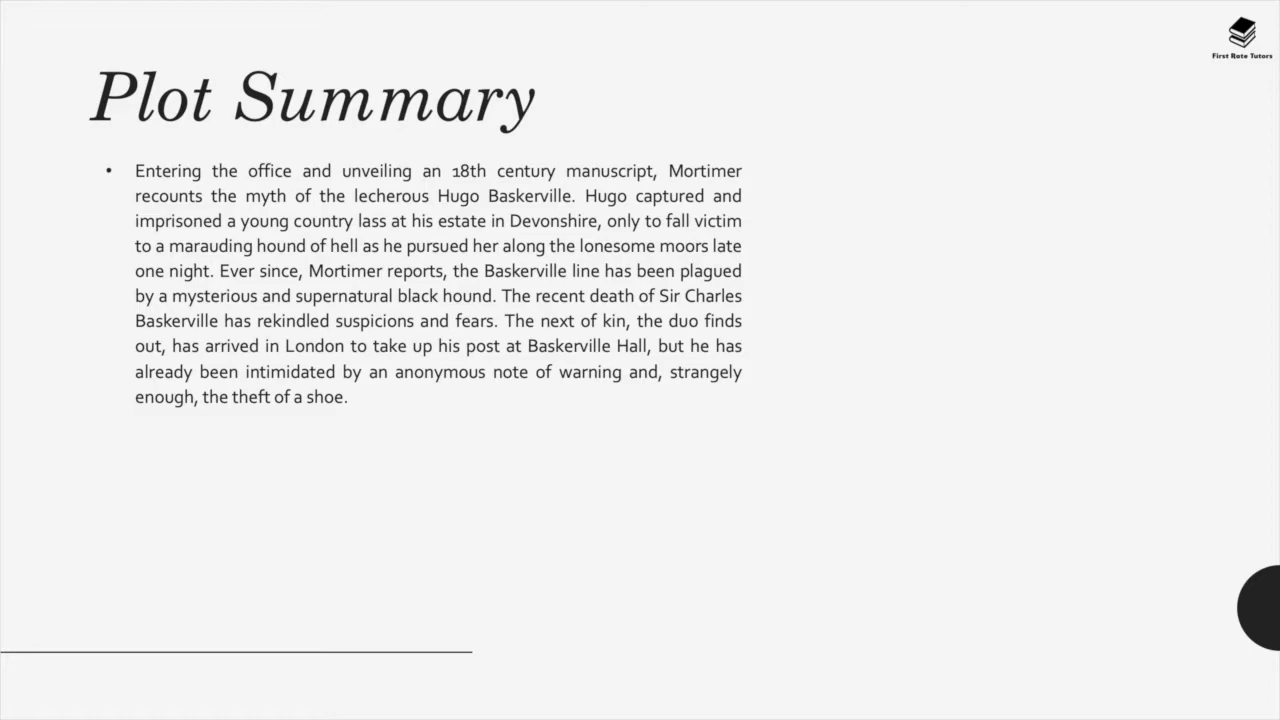 First Rate Tutors
Plot Summary
• Entering the office and unveiling an 18th century manuscript, Mortimer
recounts the myth of the lecherous Hugo Baskerville. Hugo captured and
imprisoned a young country lass at his estate in Devonshire, only to fall victim
to a marauding hound of hell as he pursued her along the lonesome moors late
one night. Ever since, Mortimer reports, the Baskerville line has been plagued
by a mysterious and supernatural black hound. The recent death of Sir Charles
Baskerville has rekindled suspicions and fears. The next of kin, the duo finds
out, has arrived in London to take up his post at Baskerville Hall, but he has
already been intimidated by an anonymous note of warning and, strangely
enough, the theft of a shoe.